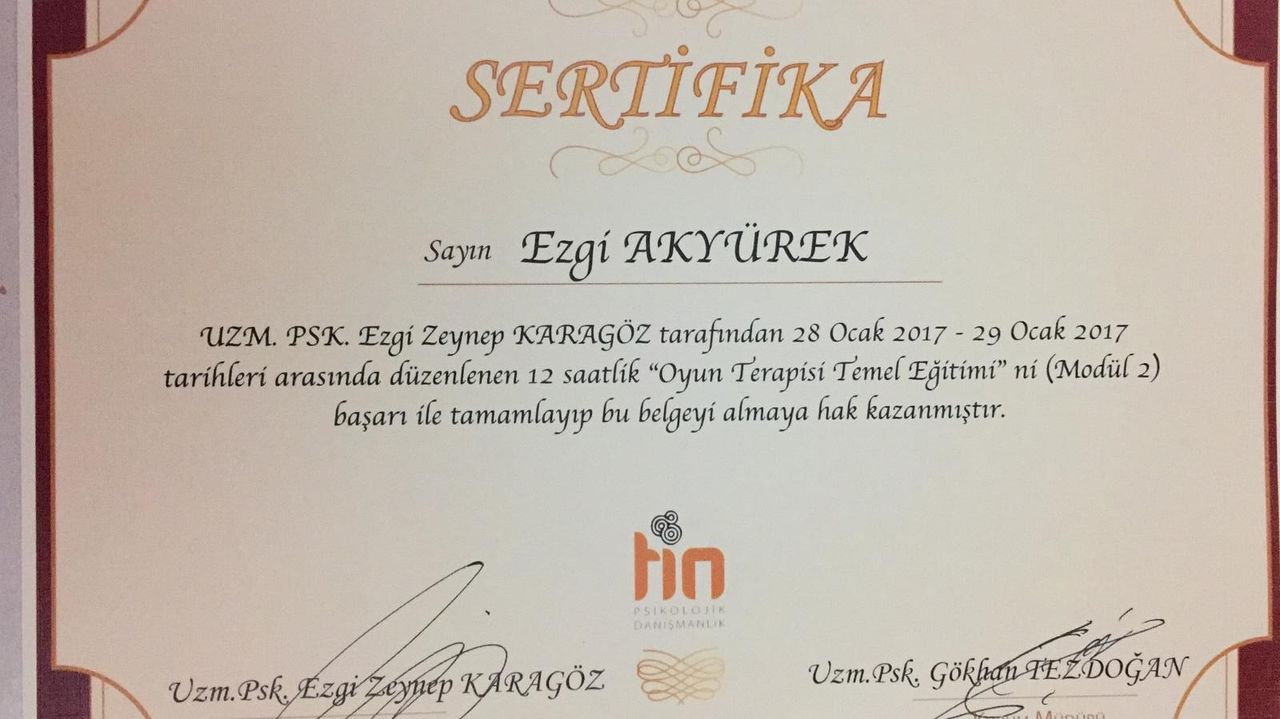 SERTİFİKA
Sayın Ezgi AKYÜREK
UZM. PSK. Ezgi Zeynep KARAGÖZ tarafından 28 Ocak 2017 - 29 Ocak 2017
tarihleri arasında düzenlenen 12 saatlik “Oyun Terapisi Temel Eğitimi” ni (Modül 2)
başarı ile tamamlayıp bu belgeyi almaya hak kazanmıştır.
tin
PSİKOLOJİK
DANIŞMANLIK
Uzm.Psk. Ezgi Zeynep KARAGÖZ
Uzm.Psk. Gökhan TEZDOĞAN